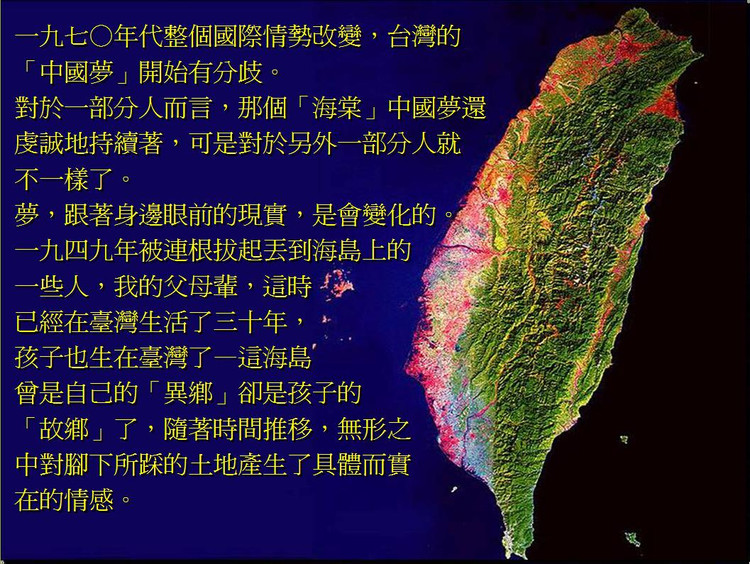 一九七〇年代整個國際情勢改變，台灣的
「中國夢」開始有分歧。
對於一部分人而言，那個「海棠」中國夢還
虔誠地持續著，可是對於另外一部分人就
不一樣了。
夢，跟著身邊眼前的現實，是會變化的。
一九四九年被連根拔起丟到海島上的
一些人，我的父母輩，這時
已經在臺灣生活了三十年，
孩子也生在臺灣了—這海島
曾是自己的「異鄉」卻是孩子的
「故鄉」了，隨著時間推移，無形之
中對腳下所踩的土地產生了具體而實
在的情感。